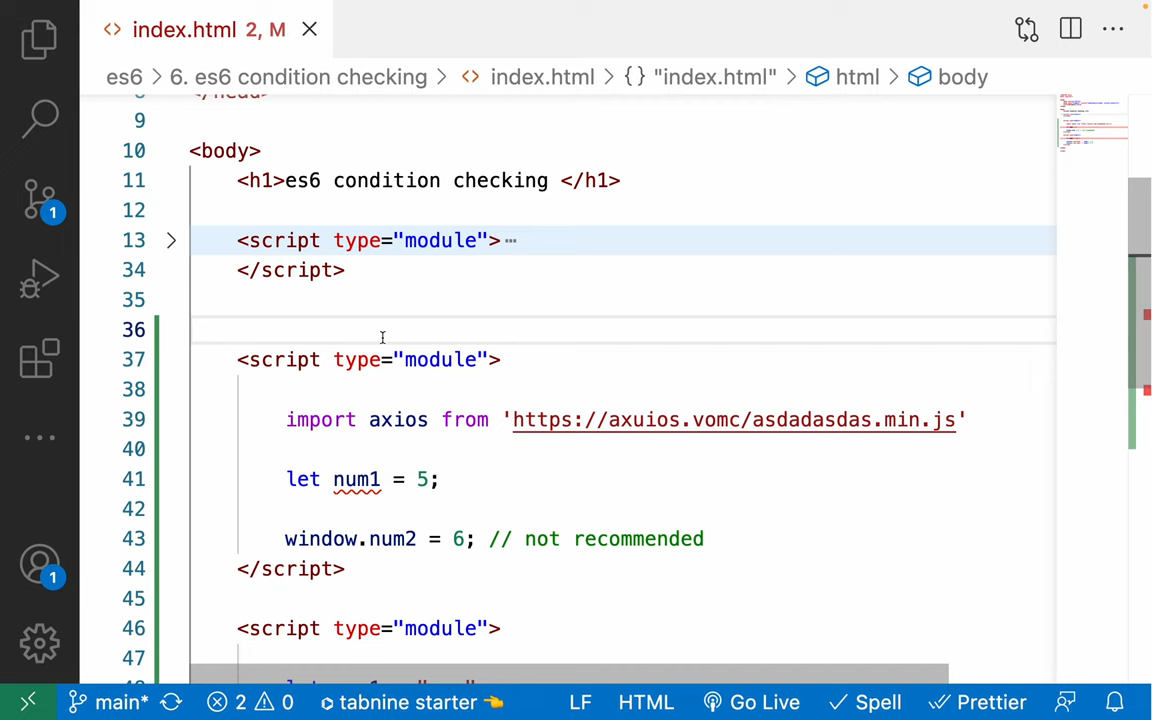 index.html 2, M
es6 > 6. es6 condition checking > index.html > {} "index.html" > html > body
9
10 <body>
11 <h1>es6 condition checking </h1>
12
13 <script type="module">
34 </script>
35
36
37 <script type="module">
38
39 import axios from 'https://axuios.vomc/asdadasdas.min.js'
40
41 let num1 = 5;
42
43 window.num2 = 6; // not recommended
44 </script>
45
46 <script type="module">
47
1
1
main* 2 0 tabnine starter LF HTML Go Live Spell Prettier